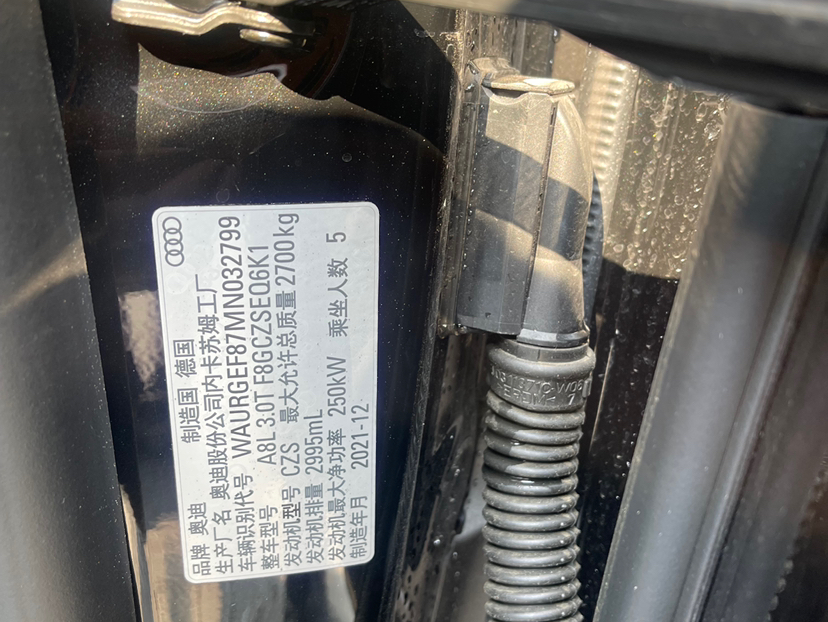 品牌 奥迪 制造国 德国
生产厂名 奥迪股份公司内卡苏姆工厂
车辆识别代号 WAURGEF87MN032799
整车型号 A8L 3.0T F8GCZSEQ6K1
发动机型号 CZS 最大允许总质量 2700kg
发动机排量 2995mL
发动机最大净功率 250kW 乘坐人数 5
制造年月 2021-12